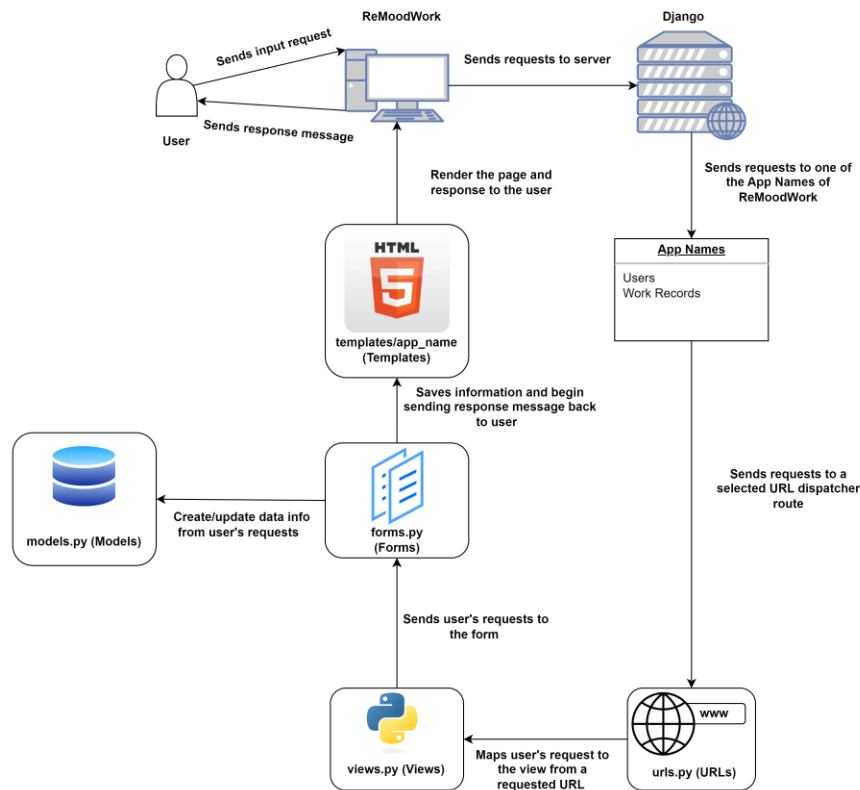 ReMoodWork
Django
Sends input request
Sends requests to server
Sends response message
User
Render the page and
response to the user
Sends requests to one of
the App Names of
ReMoodWork
App Names
Users
Work Records
HTML
5
templates/app_name
(Templates)
Saves information and begin
sending response message back
to user
Sends requests to a
selected URL dispatcher
route
models.py (Models)
Create/update data info
from user's requests
forms.py
(Forms)
Sends user's requests to
the form
www
views.py (Views)
Maps user's request to
the view from a
requested URL
urls.py (URLs)